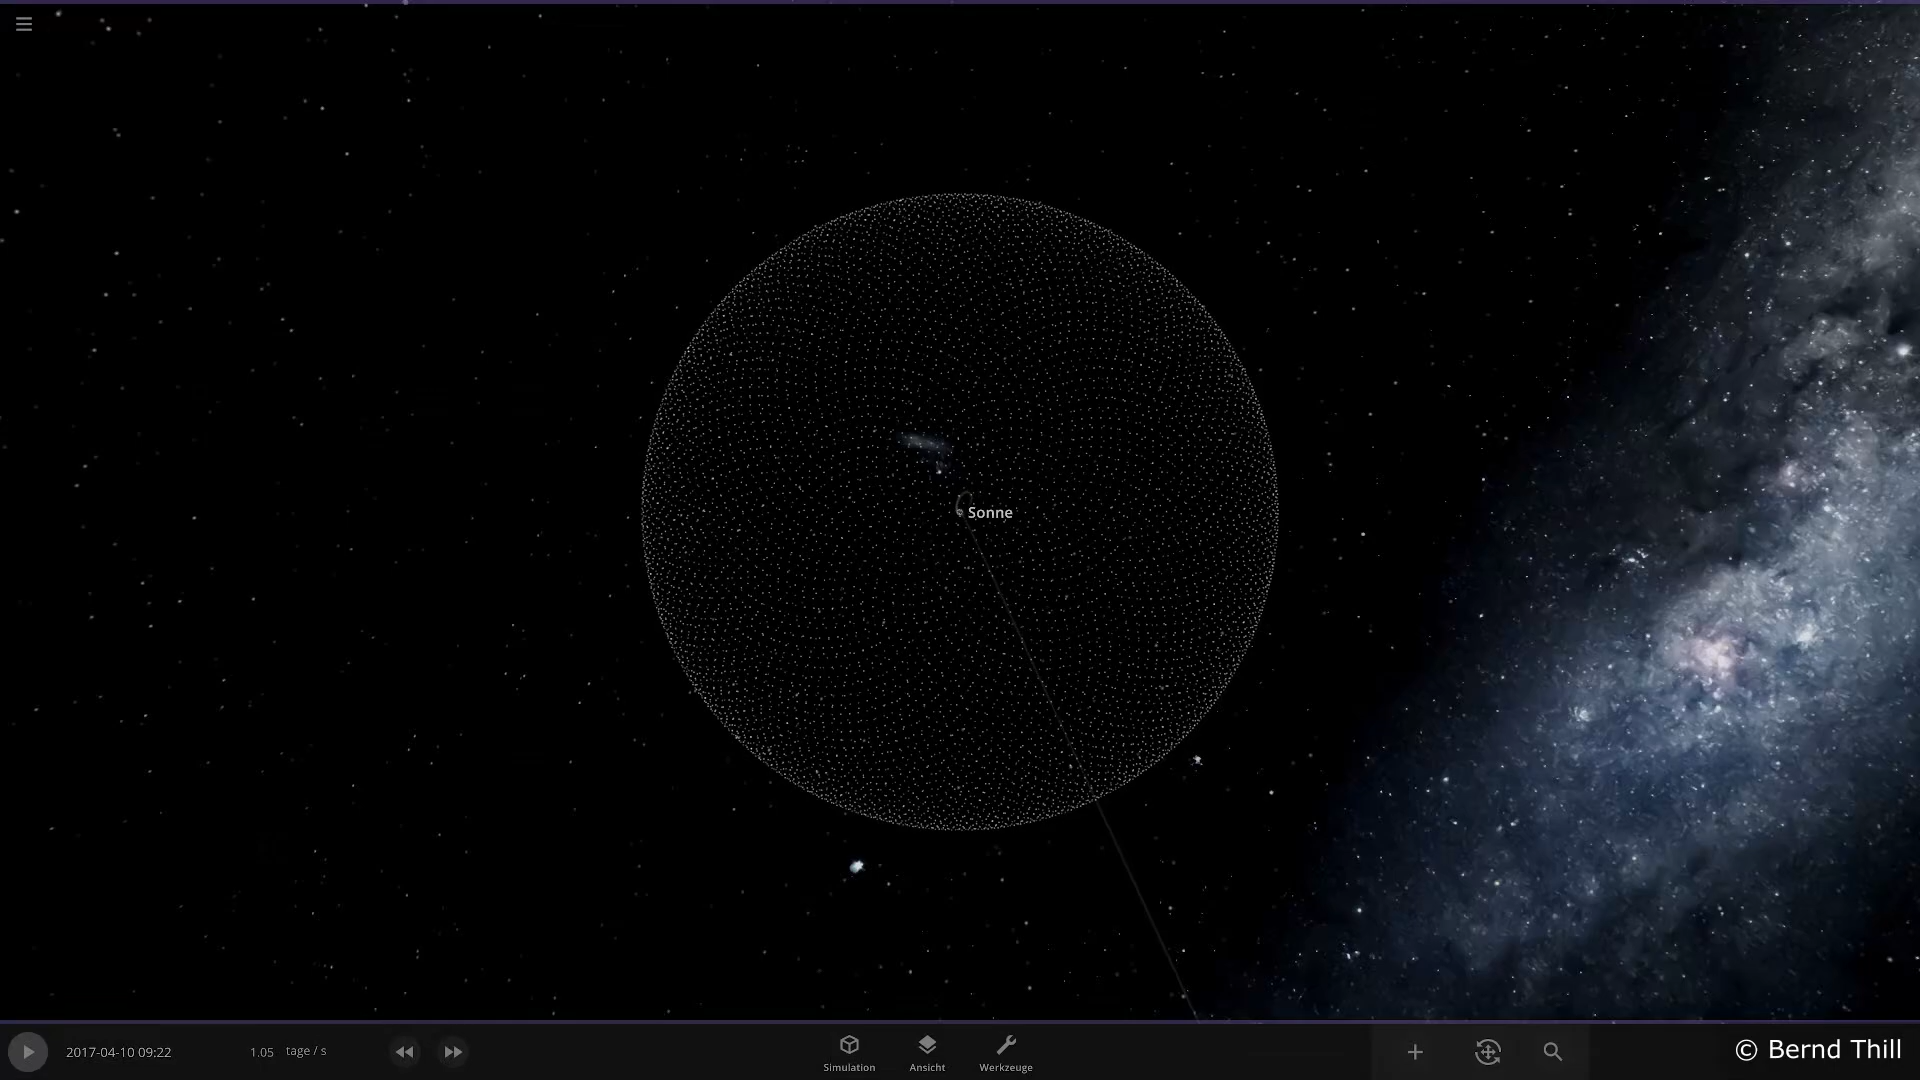 Sonne
2017-04-10 09:22 1.05 tage / s
Simulation Ansicht Werkzeuge
© Bernd Thill